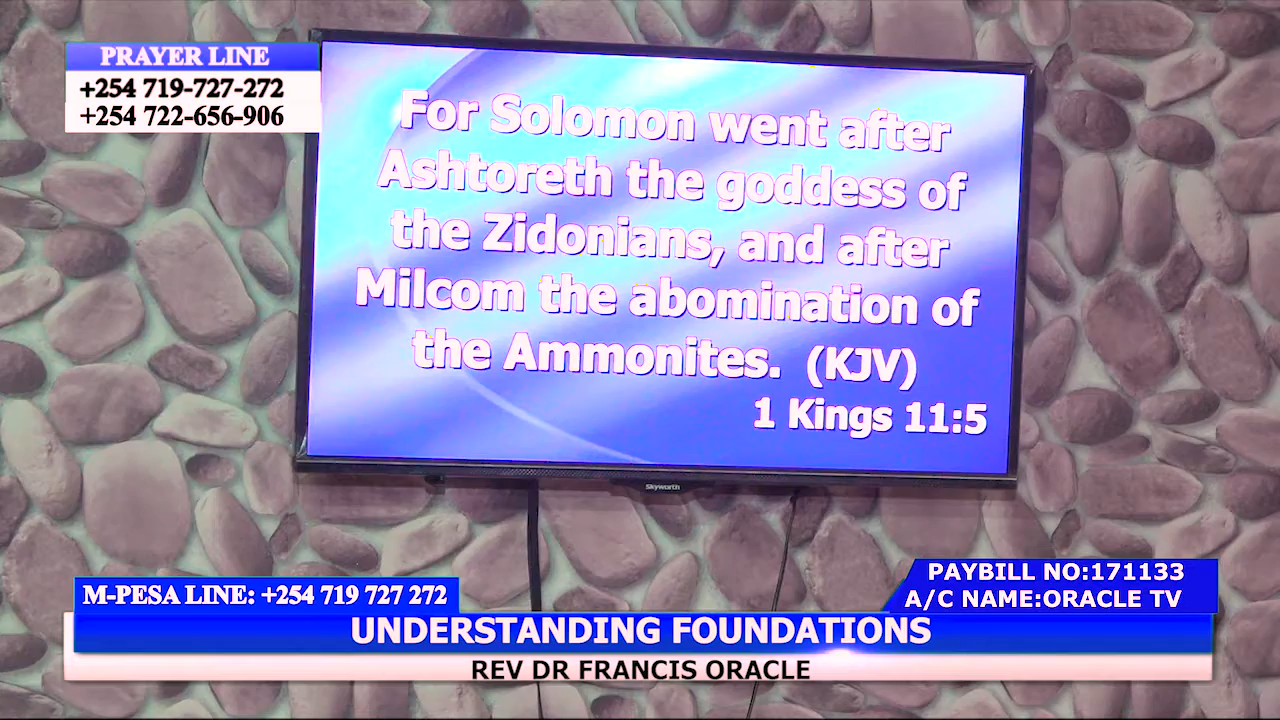 PRAYER LINE
+254 719-727-272
+254 722-656-906
For Solomon went after
Ashtoreth the goddess of
the Zidonians, and after
Milcom the abomination of
the Ammonites. (KJV)
1 Kings 11:5
Skyworth
M-PESA LINE: +254 719 727 272
PAYBILL NO:171133
A/C NAME:ORACLE TV
UNDERSTANDING FOUNDATIONS
REV DR FRANCIS ORACLE